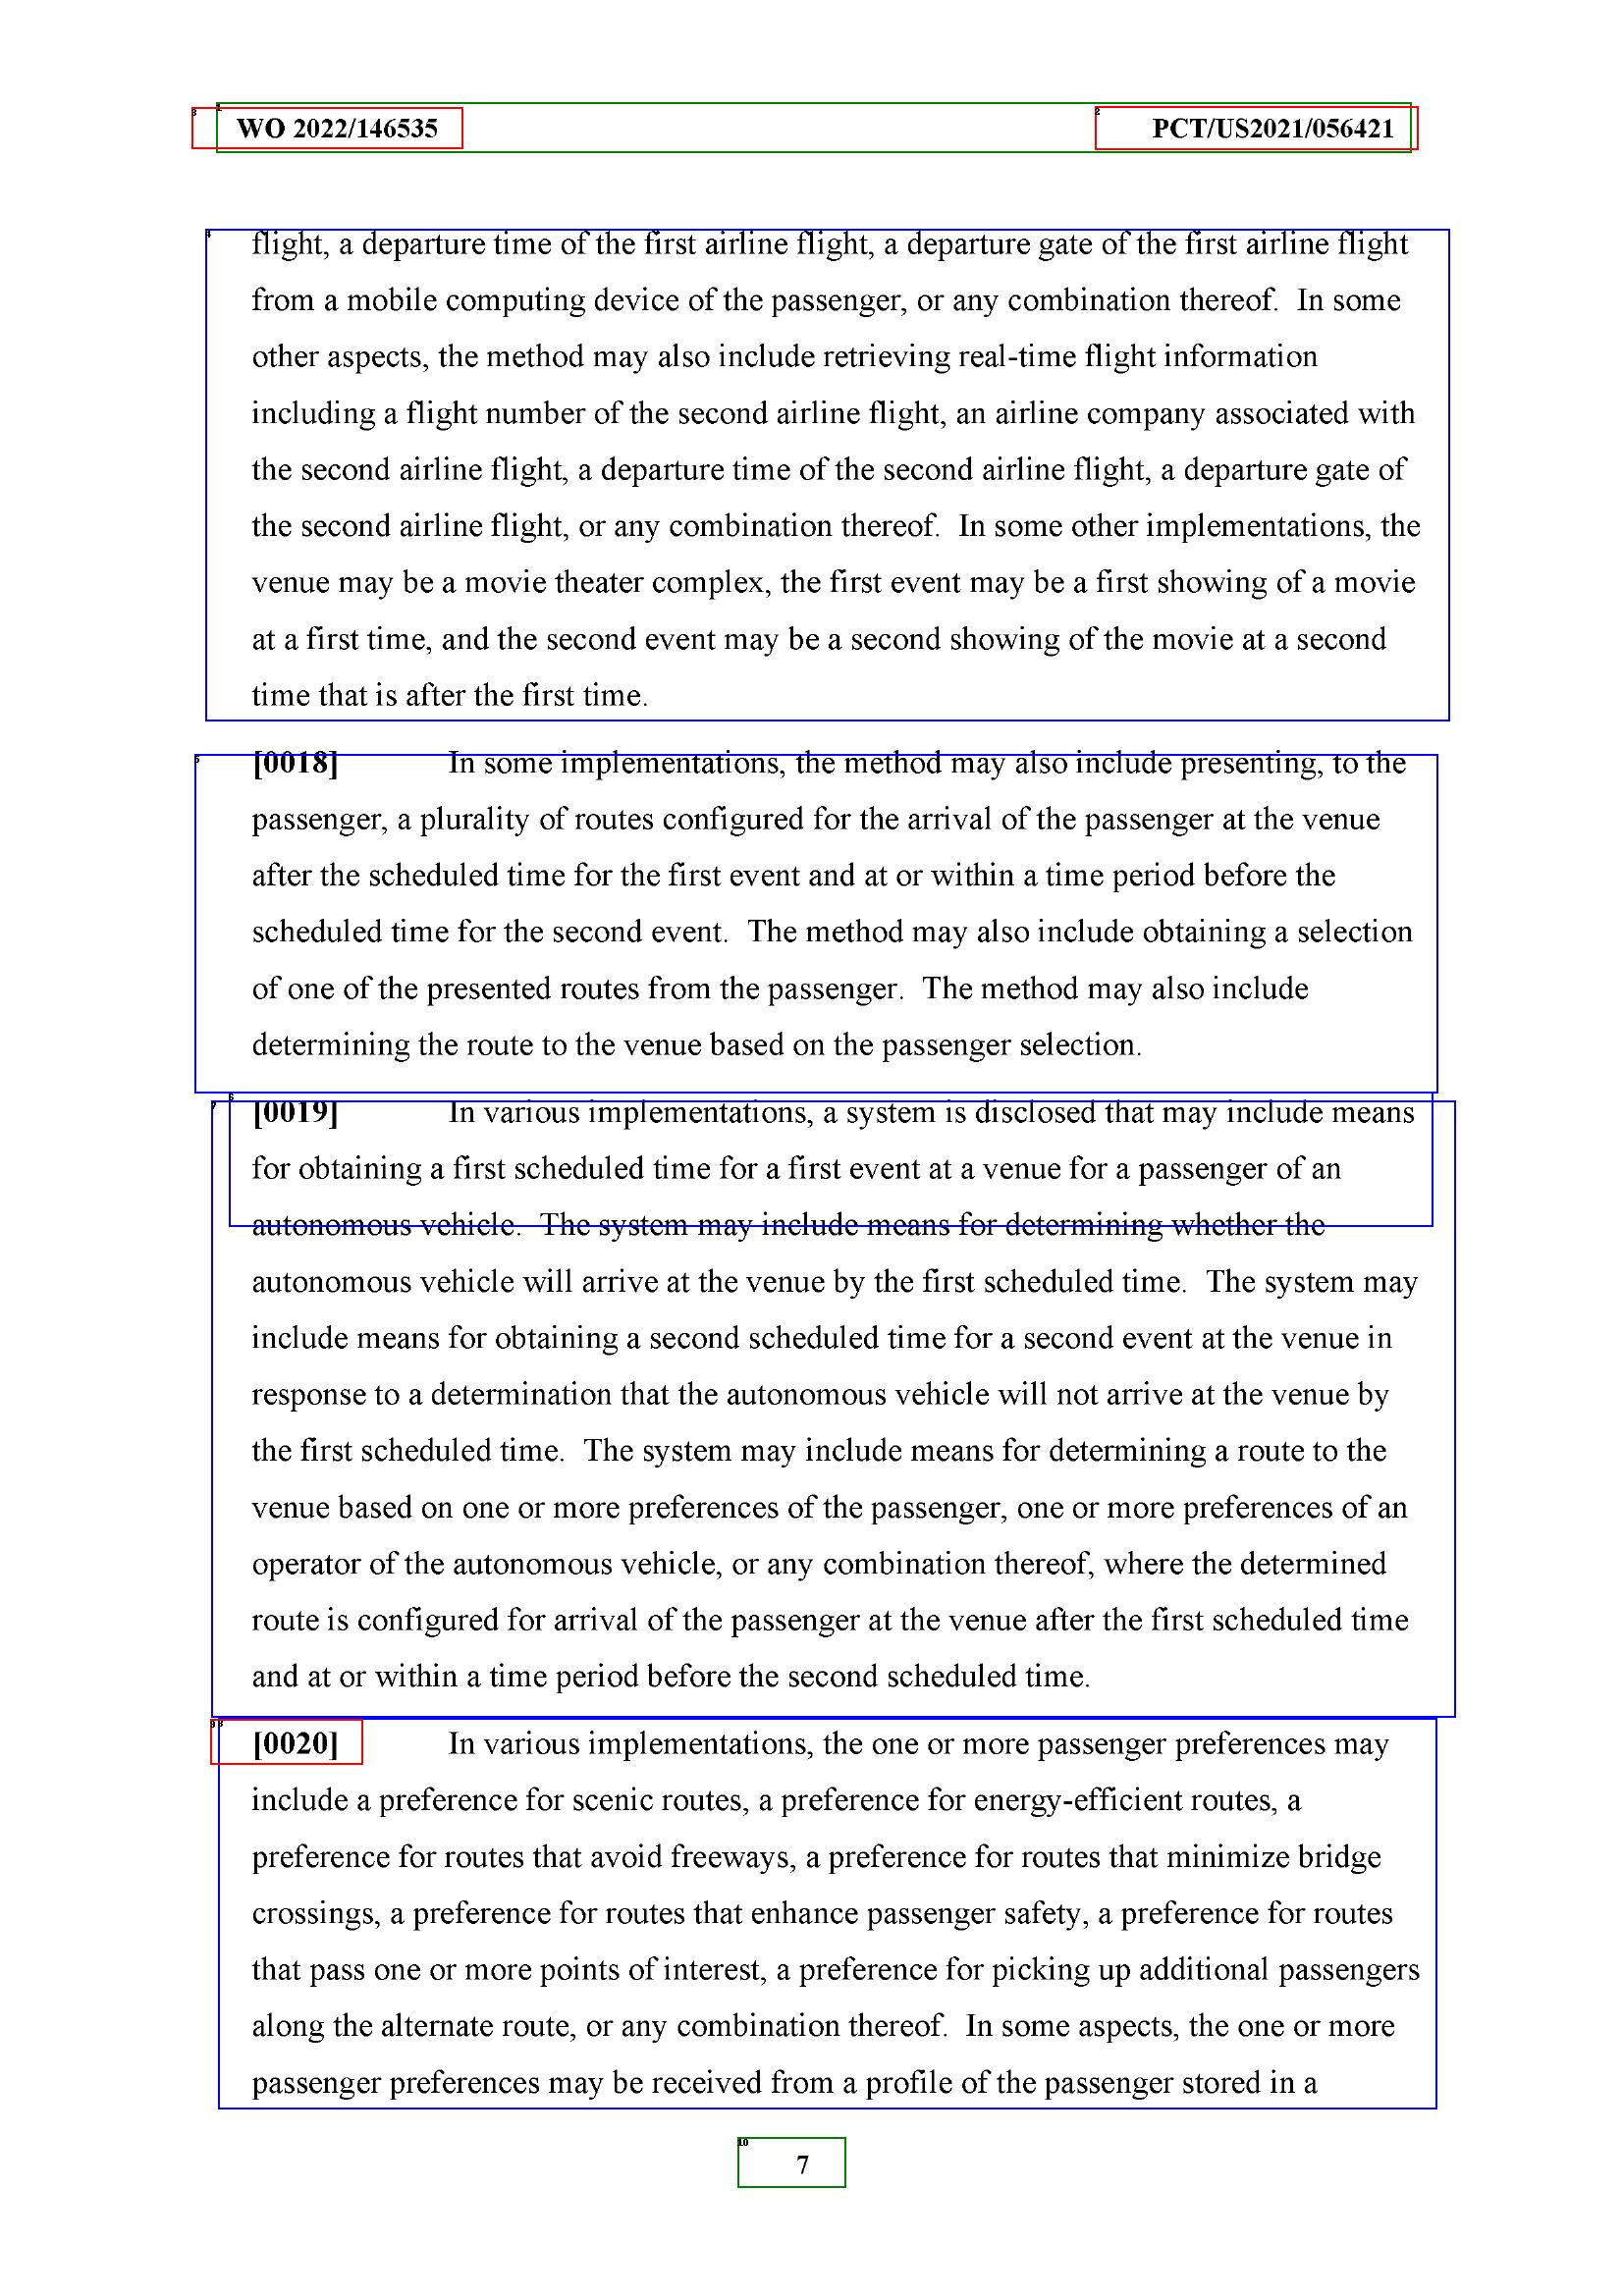 WO 2022/146535 PCT/US2021/056421
flight, a departure time of the first airline flight, a departure gate of the first airline flight
from a mobile computing device of the passenger, or any combination thereof.  In some
other aspects, the method may also include retrieving real-time flight information
including a flight number of the second airline flight, an airline company associated with
the second airline flight, a departure time of the second airline flight, a departure gate of
the second airline flight, or any combination thereof.  In some other implementations, the
venue may be a movie theater complex, the first event may be a first showing of a movie
at a first time, and the second event may be a second showing of the movie at a second
time that is after the first time.
[0018] In some implementations, the method may also include presenting, to the
passenger, a plurality of routes configured for the arrival of the passenger at the venue
after the scheduled time for the first event and at or within a time period before the
scheduled time for the second event.  The method may also include obtaining a selection
of one of the presented routes from the passenger.  The method may also include
determining the route to the venue based on the passenger selection.
[0019] In various implementations, a system is disclosed that may include means
for obtaining a first scheduled time for a first event at a venue for a passenger of an
autonomous vehicle.  The system may include means for determining whether the
autonomous vehicle will arrive at the venue by the first scheduled time.  The system may
include means for obtaining a second scheduled time for a second event at the venue in
response to a determination that the autonomous vehicle will not arrive at the venue by
the first scheduled time.  The system may include means for determining a route to the
venue based on one or more preferences of the passenger, one or more preferences of an
operator of the autonomous vehicle, or any combination thereof, where the determined
route is configured for arrival of the passenger at the venue after the first scheduled time
and at or within a time period before the second scheduled time.
[0020] In various implementations, the one or more passenger preferences may
include a preference for scenic routes, a preference for energy-efficient routes, a
preference for routes that avoid freeways, a preference for routes that minimize bridge
crossings, a preference for routes that enhance passenger safety, a preference for routes
that pass one or more points of interest, a preference for picking up additional passengers
along the alternate route, or any combination thereof.  In some aspects, the one or more
passenger preferences may be received from a profile of the passenger stored in a
7